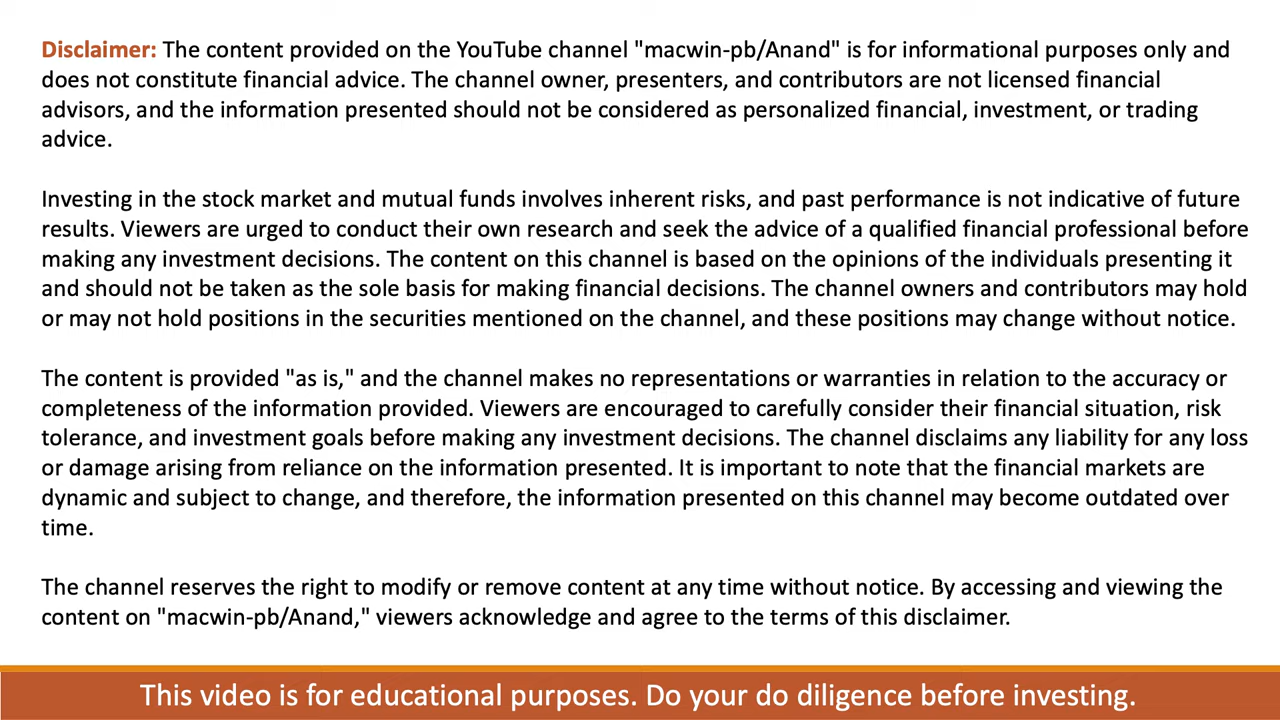 Disclaimer: The content provided on the YouTube channel "macwin-pb/Anand" is for informational purposes only and
does not constitute financial advice. The channel owner, presenters, and contributors are not licensed financial
advisors, and the information presented should not be considered as personalized financial, investment, or trading
advice.
Investing in the stock market and mutual funds involves inherent risks, and past performance is not indicative of future
results. Viewers are urged to conduct their own research and seek the advice of a qualified financial professional before
making any investment decisions. The content on this channel is based on the opinions of the individuals presenting it
and should not be taken as the sole basis for making financial decisions. The channel owners and contributors may hold
or may not hold positions in the securities mentioned on the channel, and these positions may change without notice.
The content is provided "as is," and the channel makes no representations or warranties in relation to the accuracy or
completeness of the information provided. Viewers are encouraged to carefully consider their financial situation, risk
tolerance, and investment goals before making any investment decisions. The channel disclaims any liability for any loss
or damage arising from reliance on the information presented. It is important to note that the financial markets are
dynamic and subject to change, and therefore, the information presented on this channel may become outdated over
time.
The channel reserves the right to modify or remove content at any time without notice. By accessing and viewing the
content on "macwin-pb/Anand," viewers acknowledge and agree to the terms of this disclaimer.
This video is for educational purposes. Do your do diligence before investing.